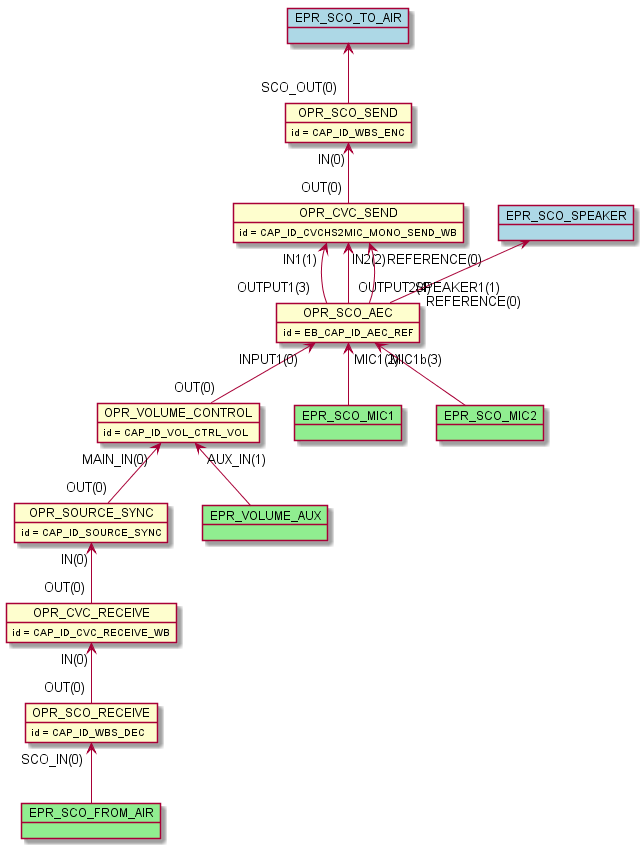 EPR_SCO_TO_AIR
SCO_OUT(0)
OPR_SCO_SEND
id = CAP_ID_WBS_ENC
IN(0)
OUT(0)
OPR_CVC_SEND
id = CAP_ID_CVCHS2MIC_MONO_SEND_WB
EPR_SCO_SPEAKER
IN1(1)
IN2(2)
REFERENCE(0)
OUTPUT1(3)
OUTPUT2(4)
SPEAKER1(1)
REFERENCE(0)
OPR_SCO_AEC
id = EB_CAP_ID_AEC_REF
INPUT1(0)
MIC1(2)
MIC1b(3)
OUT(0)
OPR_VOLUME_CONTROL
id = CAP_ID_VOL_CTRL_VOL
EPR_SCO_MIC1
EPR_SCO_MIC2
MAIN_IN(0)
AUX_IN(1)
OUT(0)
OPR_SOURCE_SYNC
id = CAP_ID_SOURCE_SYNC
EPR_VOLUME_AUX
IN(0)
OUT(0)
OPR_CVC_RECEIVE
id = CAP_ID_CVC_RECEIVE_WB
IN(0)
OUT(0)
OPR_SCO_RECEIVE
id = CAP_ID_WBS_DEC
SCO_IN(0)
EPR_SCO_FROM_AIR